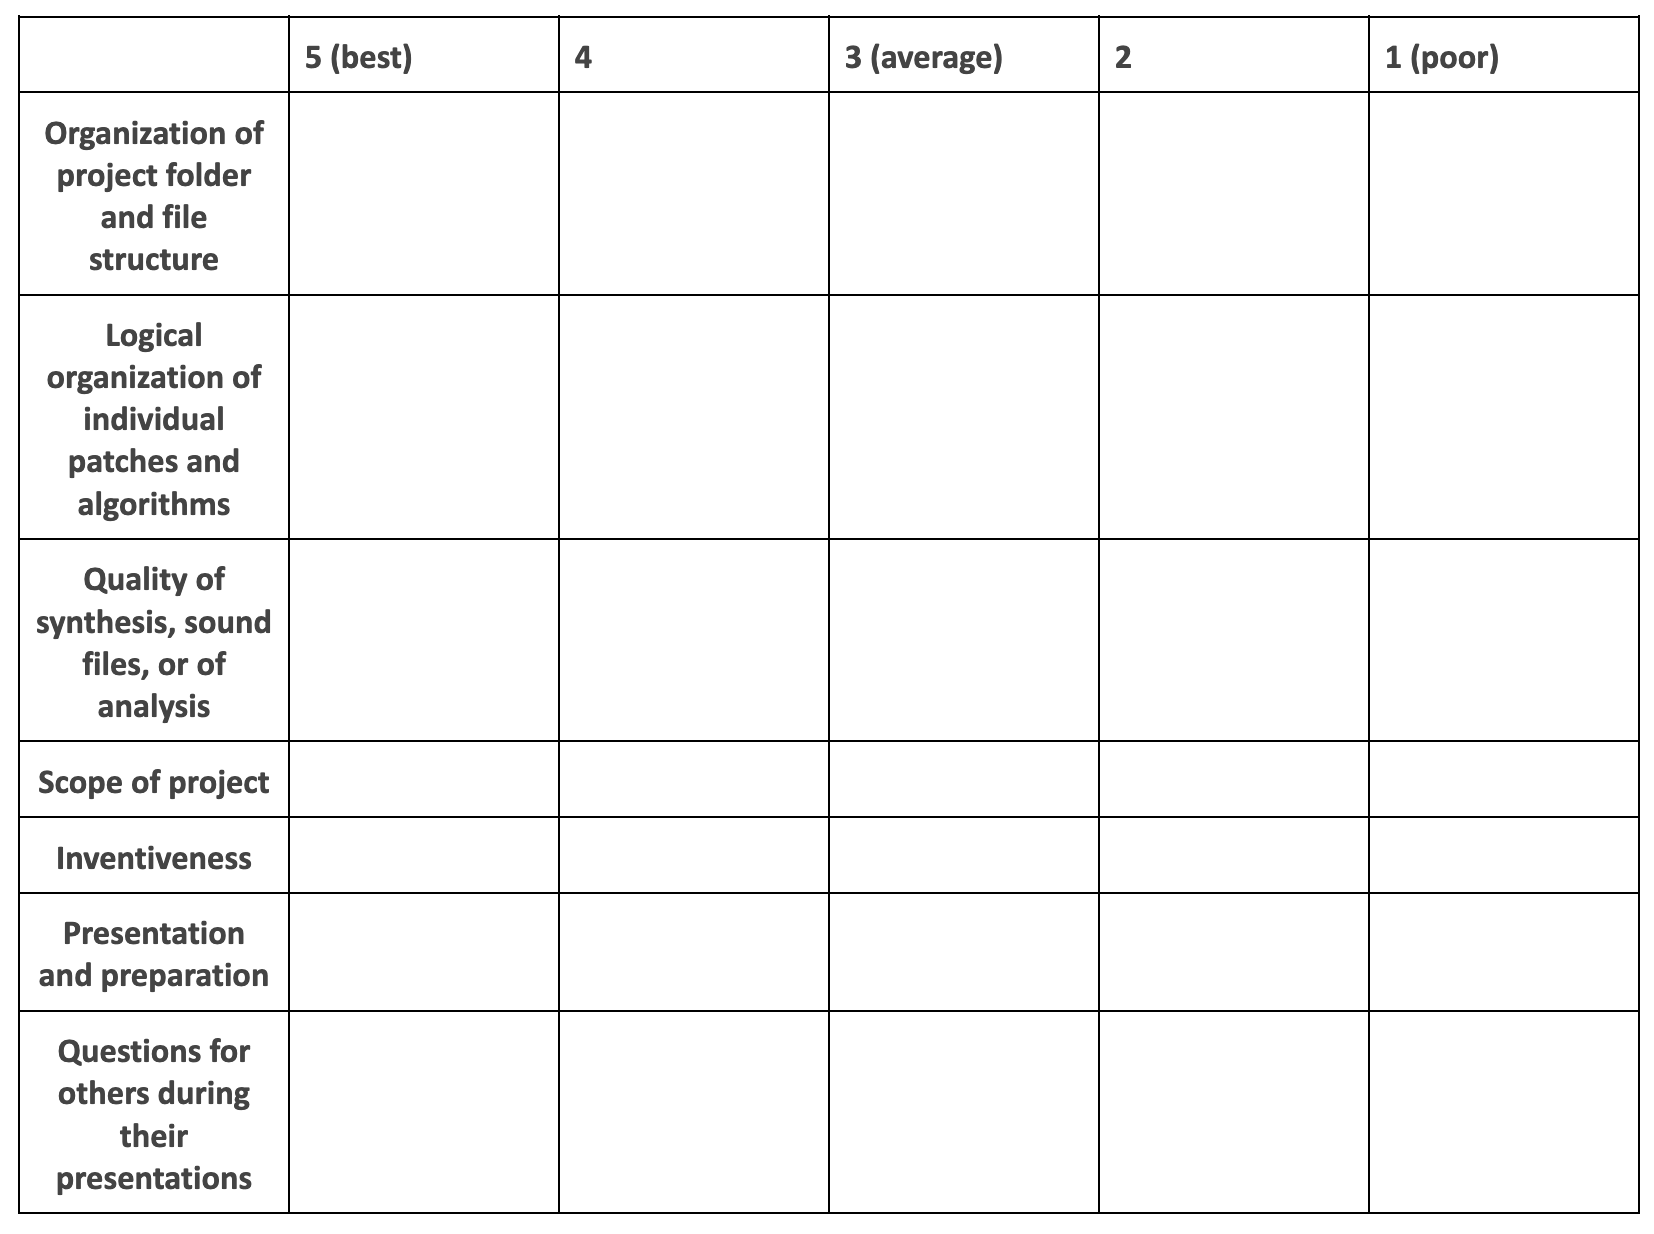 5 (best) 4 3 (average) 2 1 (poor)
Organization of
project folder
and file
structure
Logical
organization of
individual
patches and
algorithms
Quality of
synthesis, sound
files, or of
analysis
Scope of project
Inventiveness
Presentation
and preparation
Questions for
others during
their
presentations